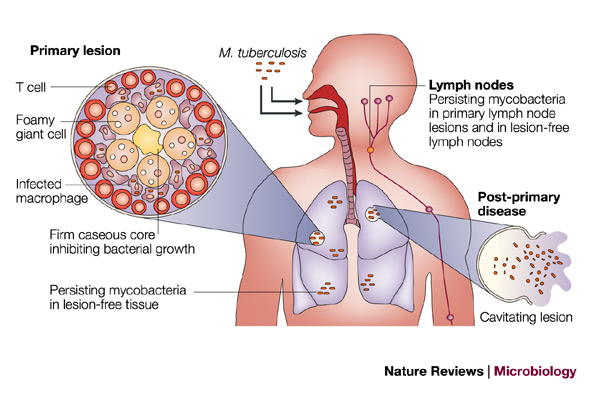 Primary lesion
M. tuberculosis
T cell
Foamy
giant cell
Infected
macrophage
Firm caseous core
inhibiting bacterial growth
Persisting mycobacteria
in lesion-free tissue
Lymph nodes
Persisting mycobacteria
in primary lymph node
lesions and in lesion-free
lymph nodes
Post-primary
disease
Cavitating lesion
Nature Reviews | Microbiology